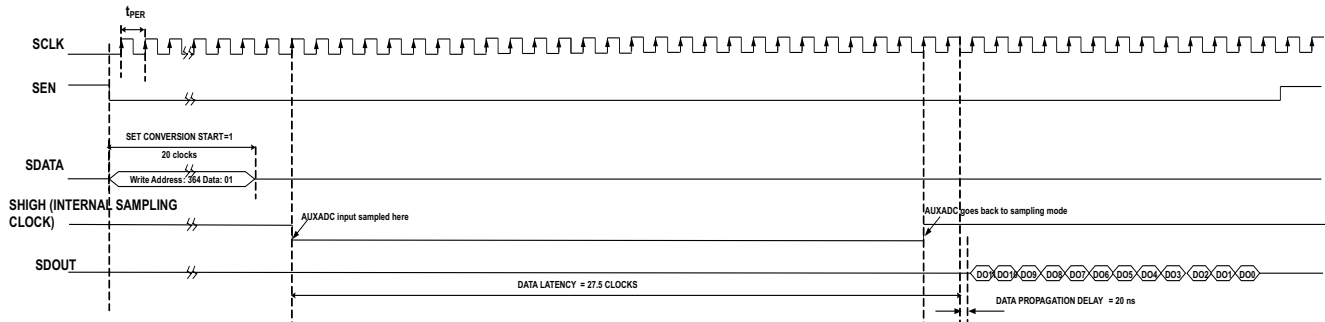 tPER
SCLK
SEN
SET CONVERSION START=1
20 clocks
SDATA
Write Address: 364 Data: 01
SHIGH (INTERNAL SAMPLING
CLOCK)
AUXADC input sampled here
AUXADC goes back to sampling mode
SDOUT
DO10 DO9 DO8 DO7 DO6 DO5 DO4 DO3 DO2 DO1 DO0
DATA LATENCY = 27.5 CLOCKS
DATA PROPAGATION DELAY = 20 ns